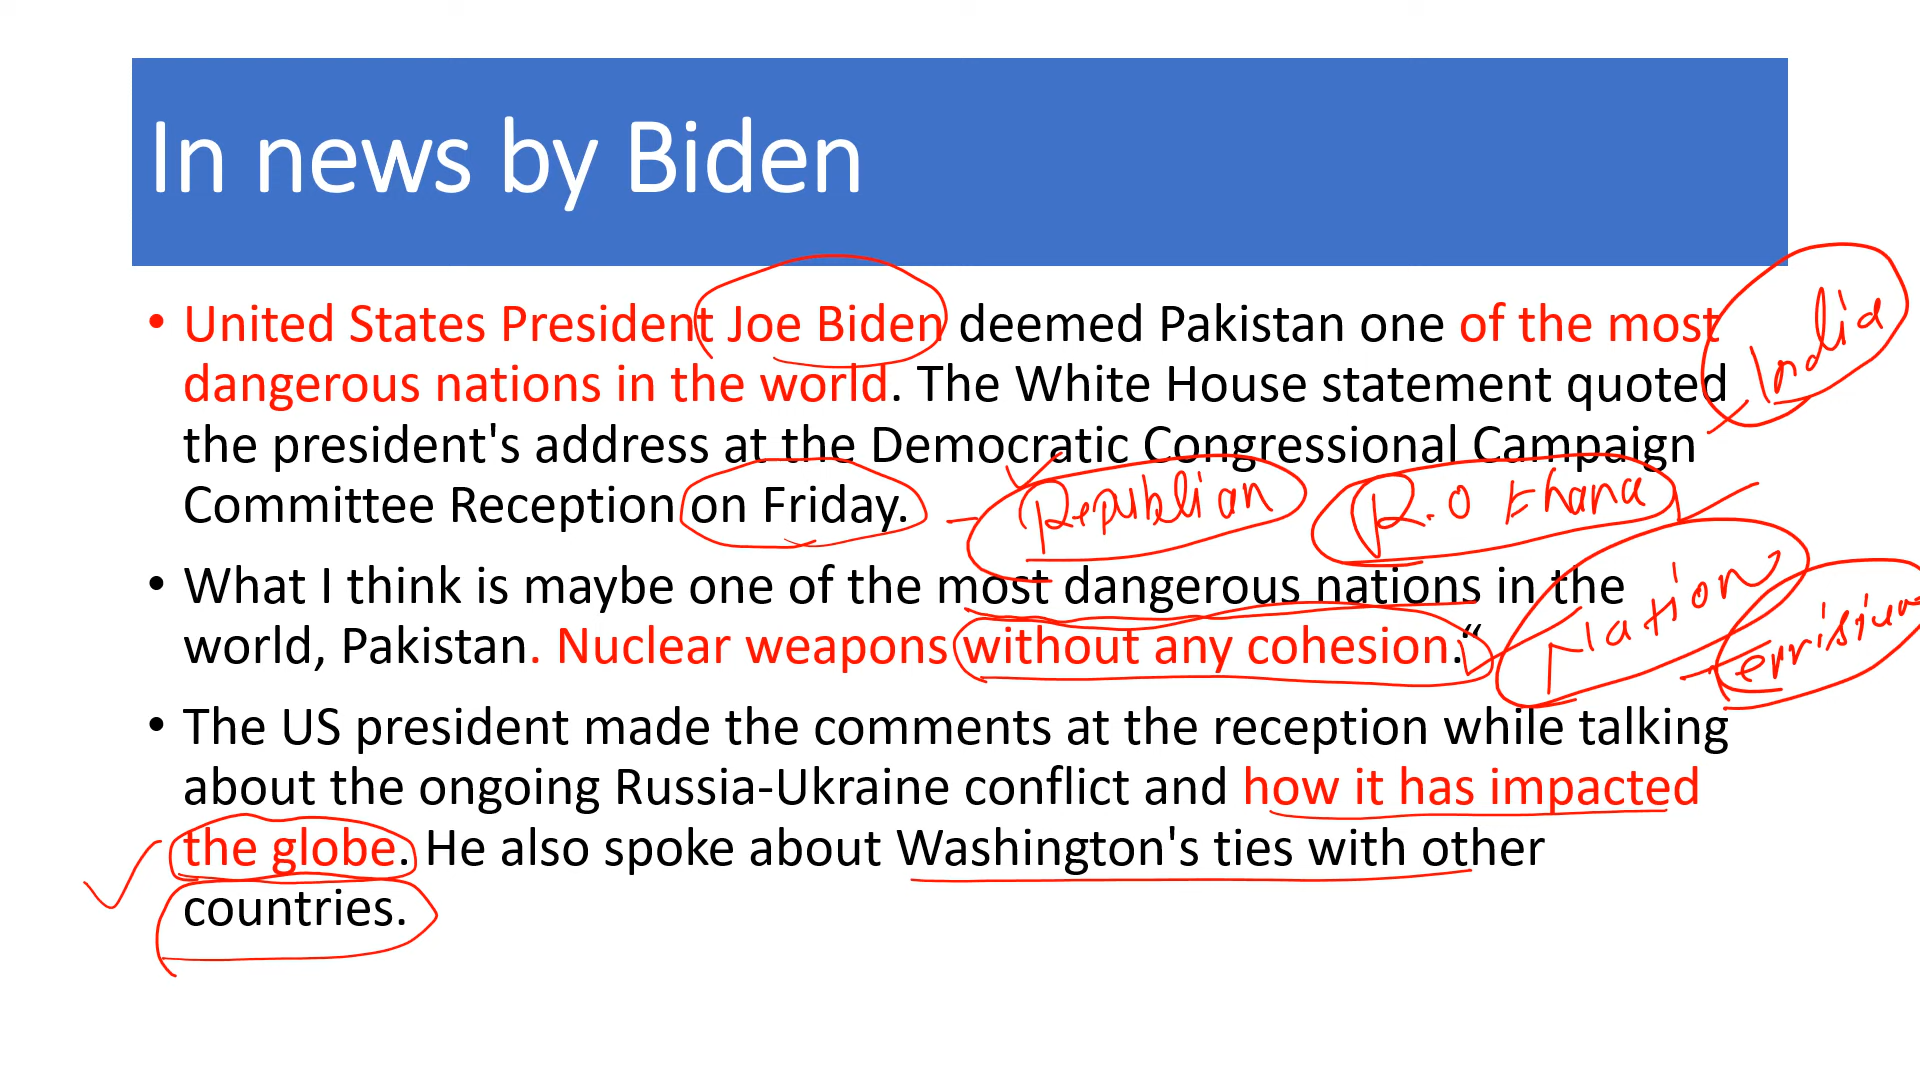 In news by Biden
• United States President Joe Biden deemed Pakistan one of the most
dangerous nations in the world. The White House statement quoted
the president's address at the Democratic Congressional Campaign
Committee Reception on Friday.
India
Republian
R.O Khana
• What I think is maybe one of the most dangerous nations in the
world, Pakistan. Nuclear weapons without any cohesion.“
Nation
• The US president made the comments at the reception while talking
about the ongoing Russia-Ukraine conflict and how it has impacted
the globe. He also spoke about Washington's ties with other
countries.